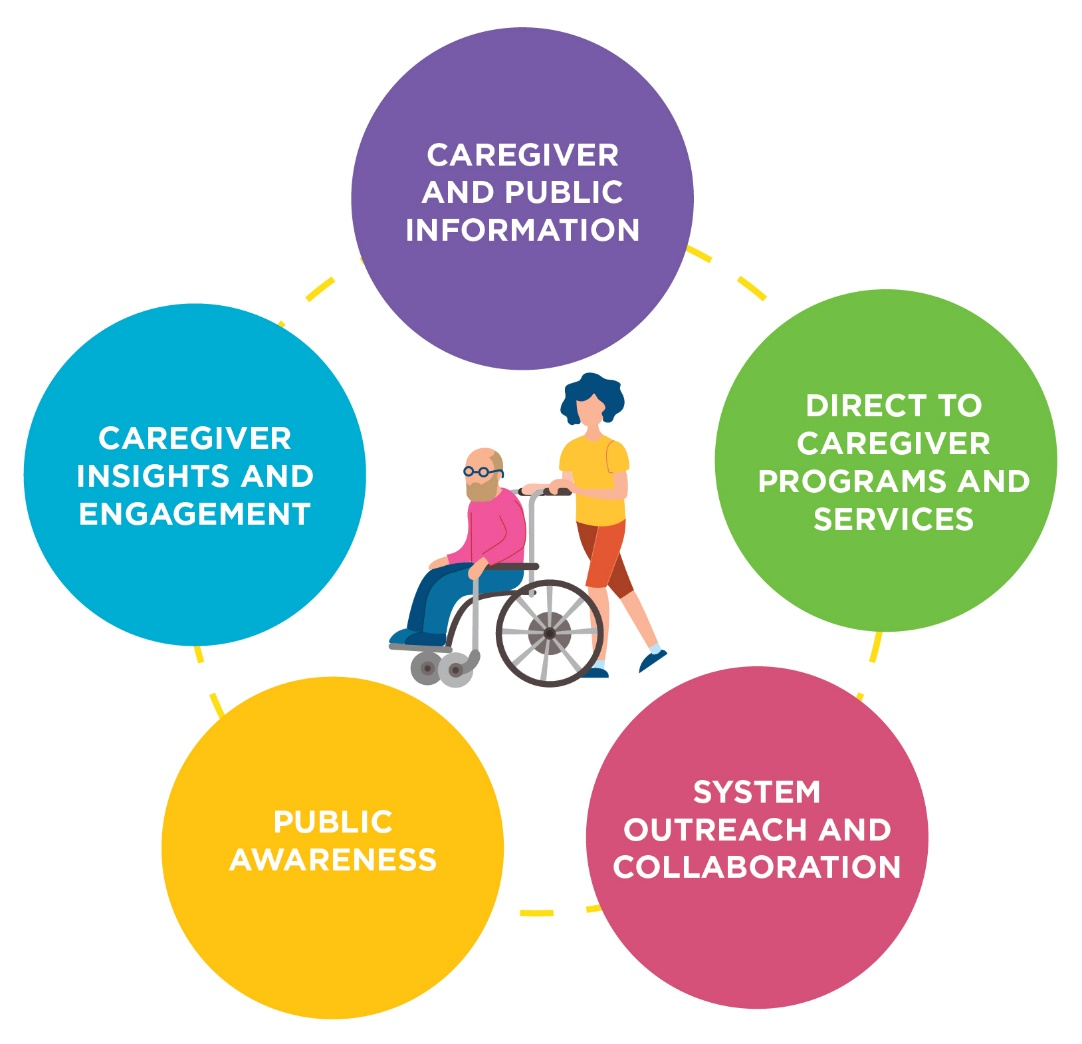 CAREGIVER
AND PUBLIC
INFORMATION
DIRECT TO
CAREGIVER
PROGRAMS AND
SERVICES
SYSTEM
OUTREACH AND
COLLABORATION
PUBLIC
AWARENESS
CAREGIVER
INSIGHTS AND
ENGAGEMENT